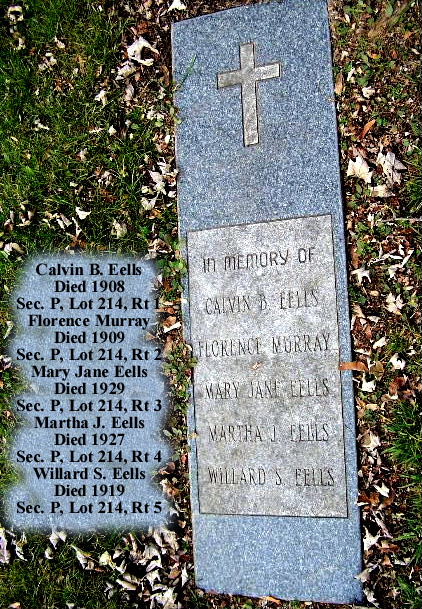 Calvin B. Eells
Died 1908
Sec. P, Lot 214, Rt 1
Florence Murray
Died 1909
Sec. P, Lot 214, Rt 2
Mary Jane Eells
Died 1929
Sec. P, Lot 214, Rt 3
Martha J. Eells
Died 1927
Sec. P, Lot 214, Rt 4
Willard S. Eells
Died 1919
Sec. P, Lot 214, Rt 5
IN MEMORY OF
CALVIN B. EELLS
FLORENCE MURRAY
MARY JANE EELLS
MARTHA J. EELLS
WILLARD S. EELLS